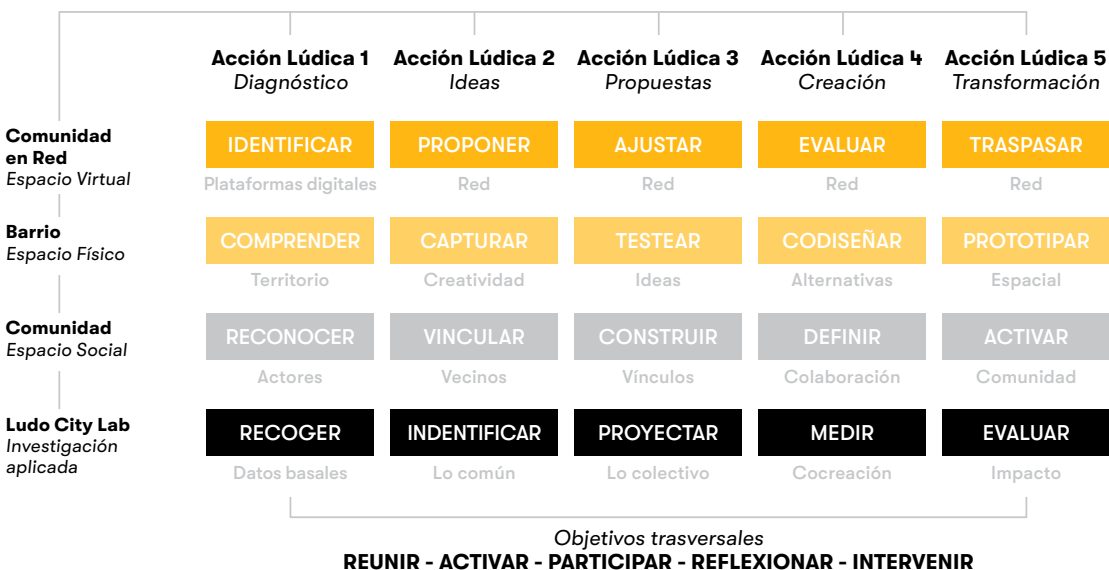 Acción Lúdica 1 Acción Lúdica 2 Acción Lúdica 3 Acción Lúdica 4 Acción Lúdica 5
Diagnóstico Ideas Propuestas Creación Transformación
Comunidad
en Red
Espacio Virtual
IDENTIFICAR PROPONER AJUSTAR EVALUAR TRASPASAR
Plataformas digitales Red Red Red Red
Barrio
Espacio Físico
COMPRENDER CAPTURAR TESTEAR CODISEÑAR PROTOTIPAR
Territorio Creatividad Ideas Alternativas Espacial
Comunidad
Espacio Social
RECONOCER VINCULAR CONSTRUIR DEFINIR ACTIVAR
Actores Vecinos Vínculos Colaboración Comunidad
Ludo City Lab
Investigación
aplicada
RECOGER INDENTIFICAR PROYECTAR MEDIR EVALUAR
Datos basales Lo común Lo colectivo Cocreación Impacto
Objetivos trasversales
REUNIR - ACTIVAR - PARTICIPAR - REFLEXIONAR - INTERVENIR